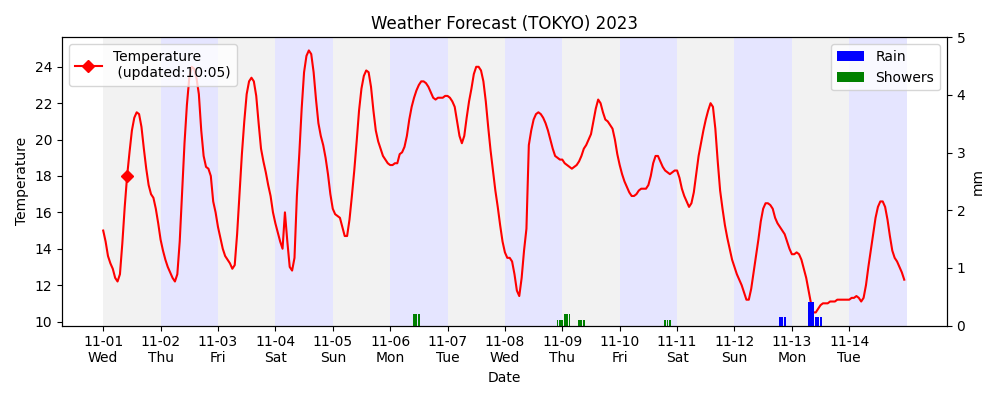 Weather Forecast (TOKYO) 2023
Temperature
(updated:10:05)
Rain
Showers
Temperature
24
22
20
18
16
14
12
10
5
4
3
2
1
0
mm
11-01 11-02 11-03 11-04 11-05 11-06 11-07 11-08 11-09 11-10 11-11 11-12 11-13 11-14
Wed Thu Fri Sat Sun Mon Tue Wed Thu Fri Sat Sun Mon Tue
Date